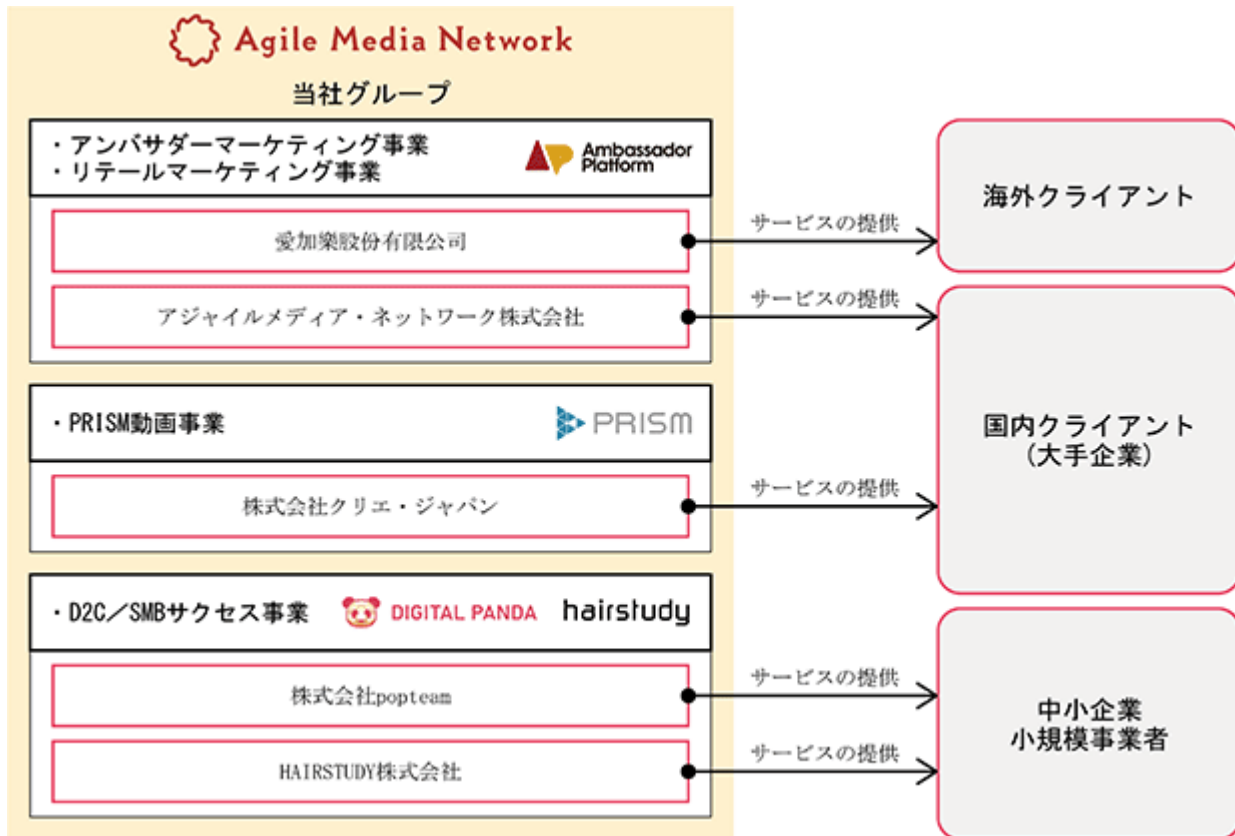 Agile Media Network
当社グループ
・アンバサダーマーケティング事業
・リテールマーケティング事業
Ambassador
Platform
愛加樂股份有限公司
サービスの提供
海外クライアント
アジャイルメディア・ネットワーク株式会社
サービスの提供
・PRISM動画事業
PRISM
国内クライアント
(大手企業)
株式会社クリエ・ジャパン
サービスの提供
・D2C／SMBサクセス事業
DIGITAL PANDA
hairstudy
株式会社popteam
サービスの提供
中小企業
小規模事業者
HAIRSTUDY株式会社
サービスの提供